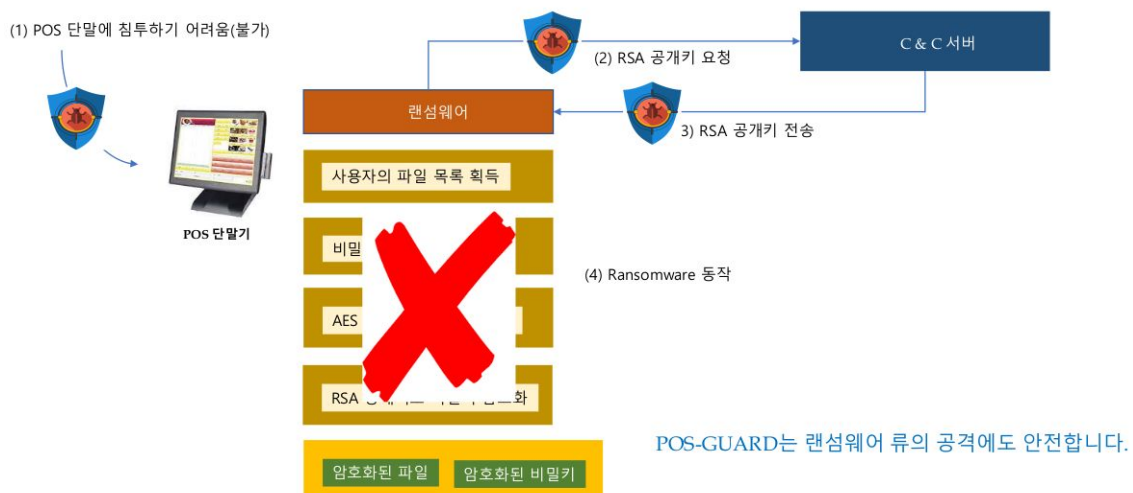 (1) POS 단말에 침투하기 어려움(불가)
C & C 서버
(2) RSA 공개키 요청
랜섬웨어
3) RSA 공개키 전송
사용자의 파일 목록 획득
POS 단말기
비밀
(4) Ransomware 동작
AES
RSA
암호화된 파일
암호화된 비밀키
POS-GUARD는 랜섬웨어 류의 공격에도 안전합니다.